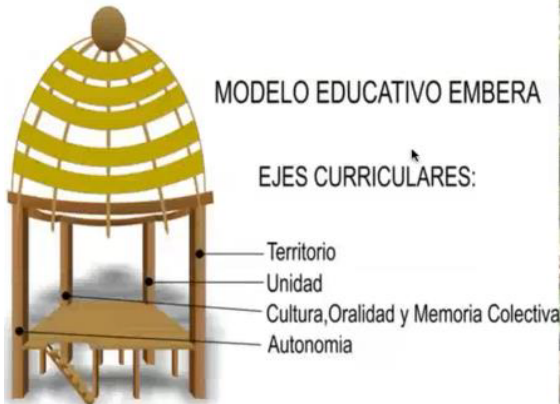 MODELO EDUCATIVO EMBERA
EJES CURRICULARES:
Territorio
Unidad
Cultura,Oralidad y Memoria Colectiva
Autonomia